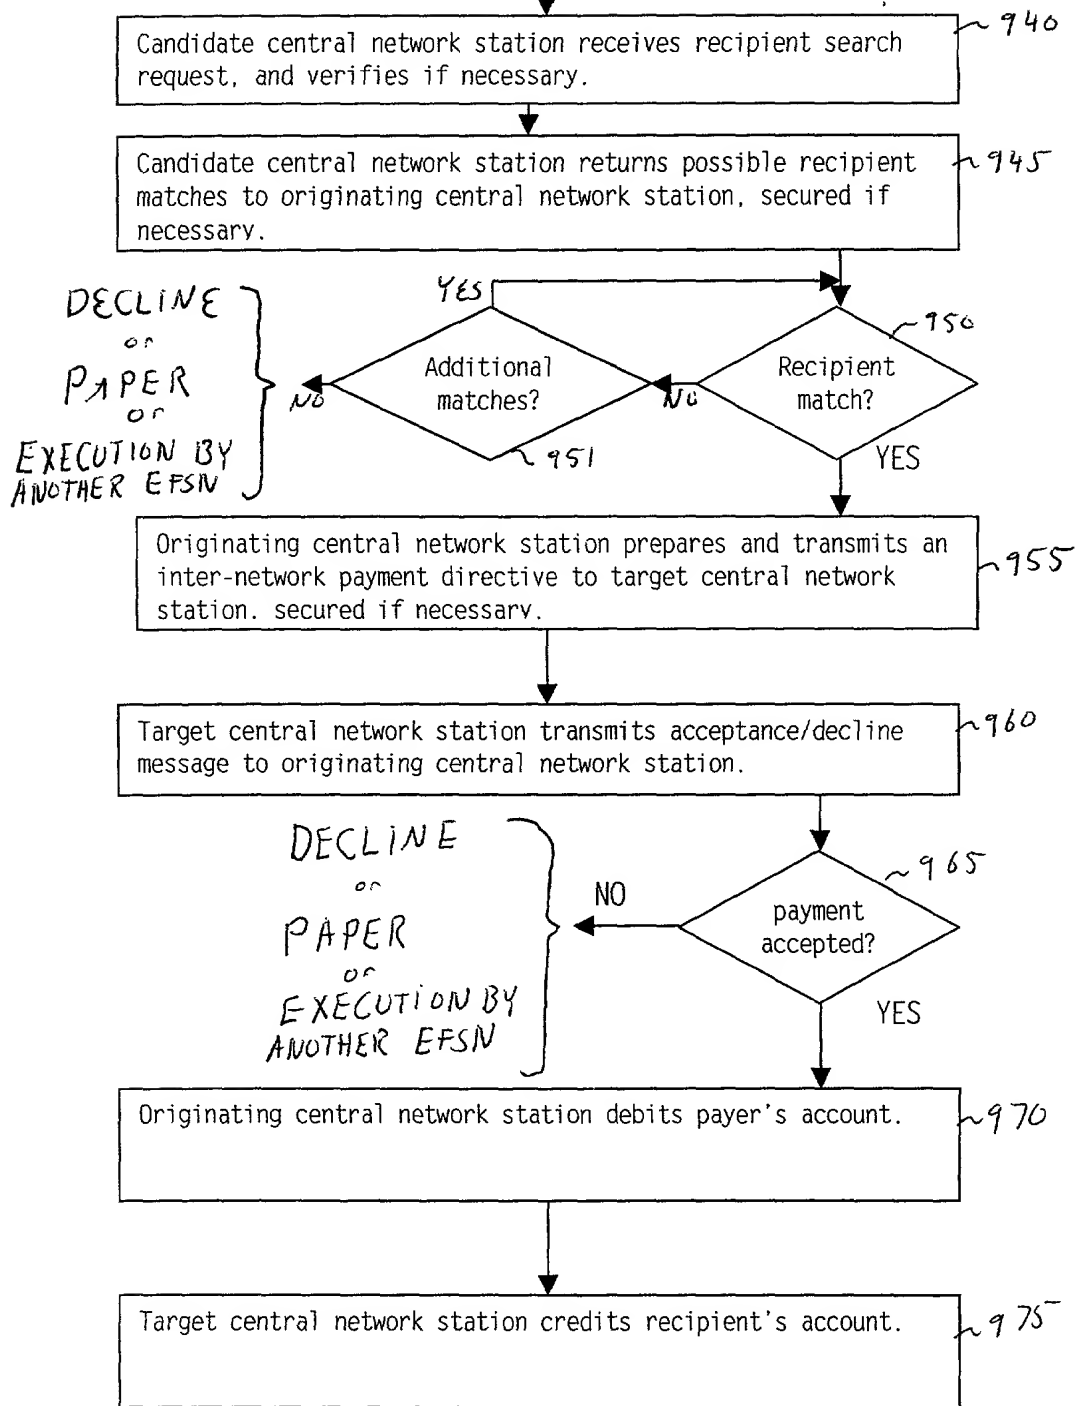 940
Candidate central network station receives recipient search
request, and verifies if necessary.
945
Candidate central network station returns possible recipient
matches to originating central network station, secured if
necessary.
YES
DECLINE
or
PAPER
or
EXECUTION BY
ANOTHER EFSN
NO
Additional
matches?
951
NO
950
Recipient
match?
YES
955
Originating central network station prepares and transmits an
inter-network payment directive to target central network
station. secured if necessary.
960
Target central network station transmits acceptance/decline
message to originating central network station.
DECLINE
or
PAPER
or
EXECUTION BY
ANOTHER EFSN
NO
965
payment
accepted?
YES
970
Originating central network station debits payer's account.
975
Target central network station credits recipient's account.